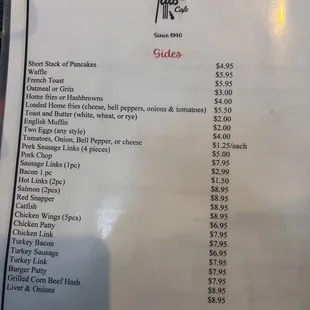 Cafe
Since 1940
Sides
Short Stack of Pancakes $4.95
Waffle $5.95
French Toast $5.95
Oatmeal or Grits $3.00
Home fries or Hashbrowns $4.00
Loaded Home fries (cheese, bell peppers, onions & tomatoes) $5.50
Toast and Butter (white, wheat, or rye) $2.00
English Muffin $2.00
Two Eggs (any style) $4.00
Tomatoes, Onion, Bell Pepper, or cheese $1.25/each
Pork Sausage Links (4 pieces) $5.00
Pork Chop $7.95
Sausage Links (1pc) $2.99
Bacon 1 pc $1.50
Hot Links (2pc) $8.95
Salmon (2pcs) $8.95
Red Snapper $8.95
Catfish $8.95
Chicken Wings (5pcs) $6.95
Chicken Patty $7.95
Chicken Link $7.95
Turkey Bacon $7.95
Turkey Sausage $6.95
Turkey Link $7.95
Burger Patty $7.95
Grilled Corn Beef Hash $8.95
Liver & Onions $8.95